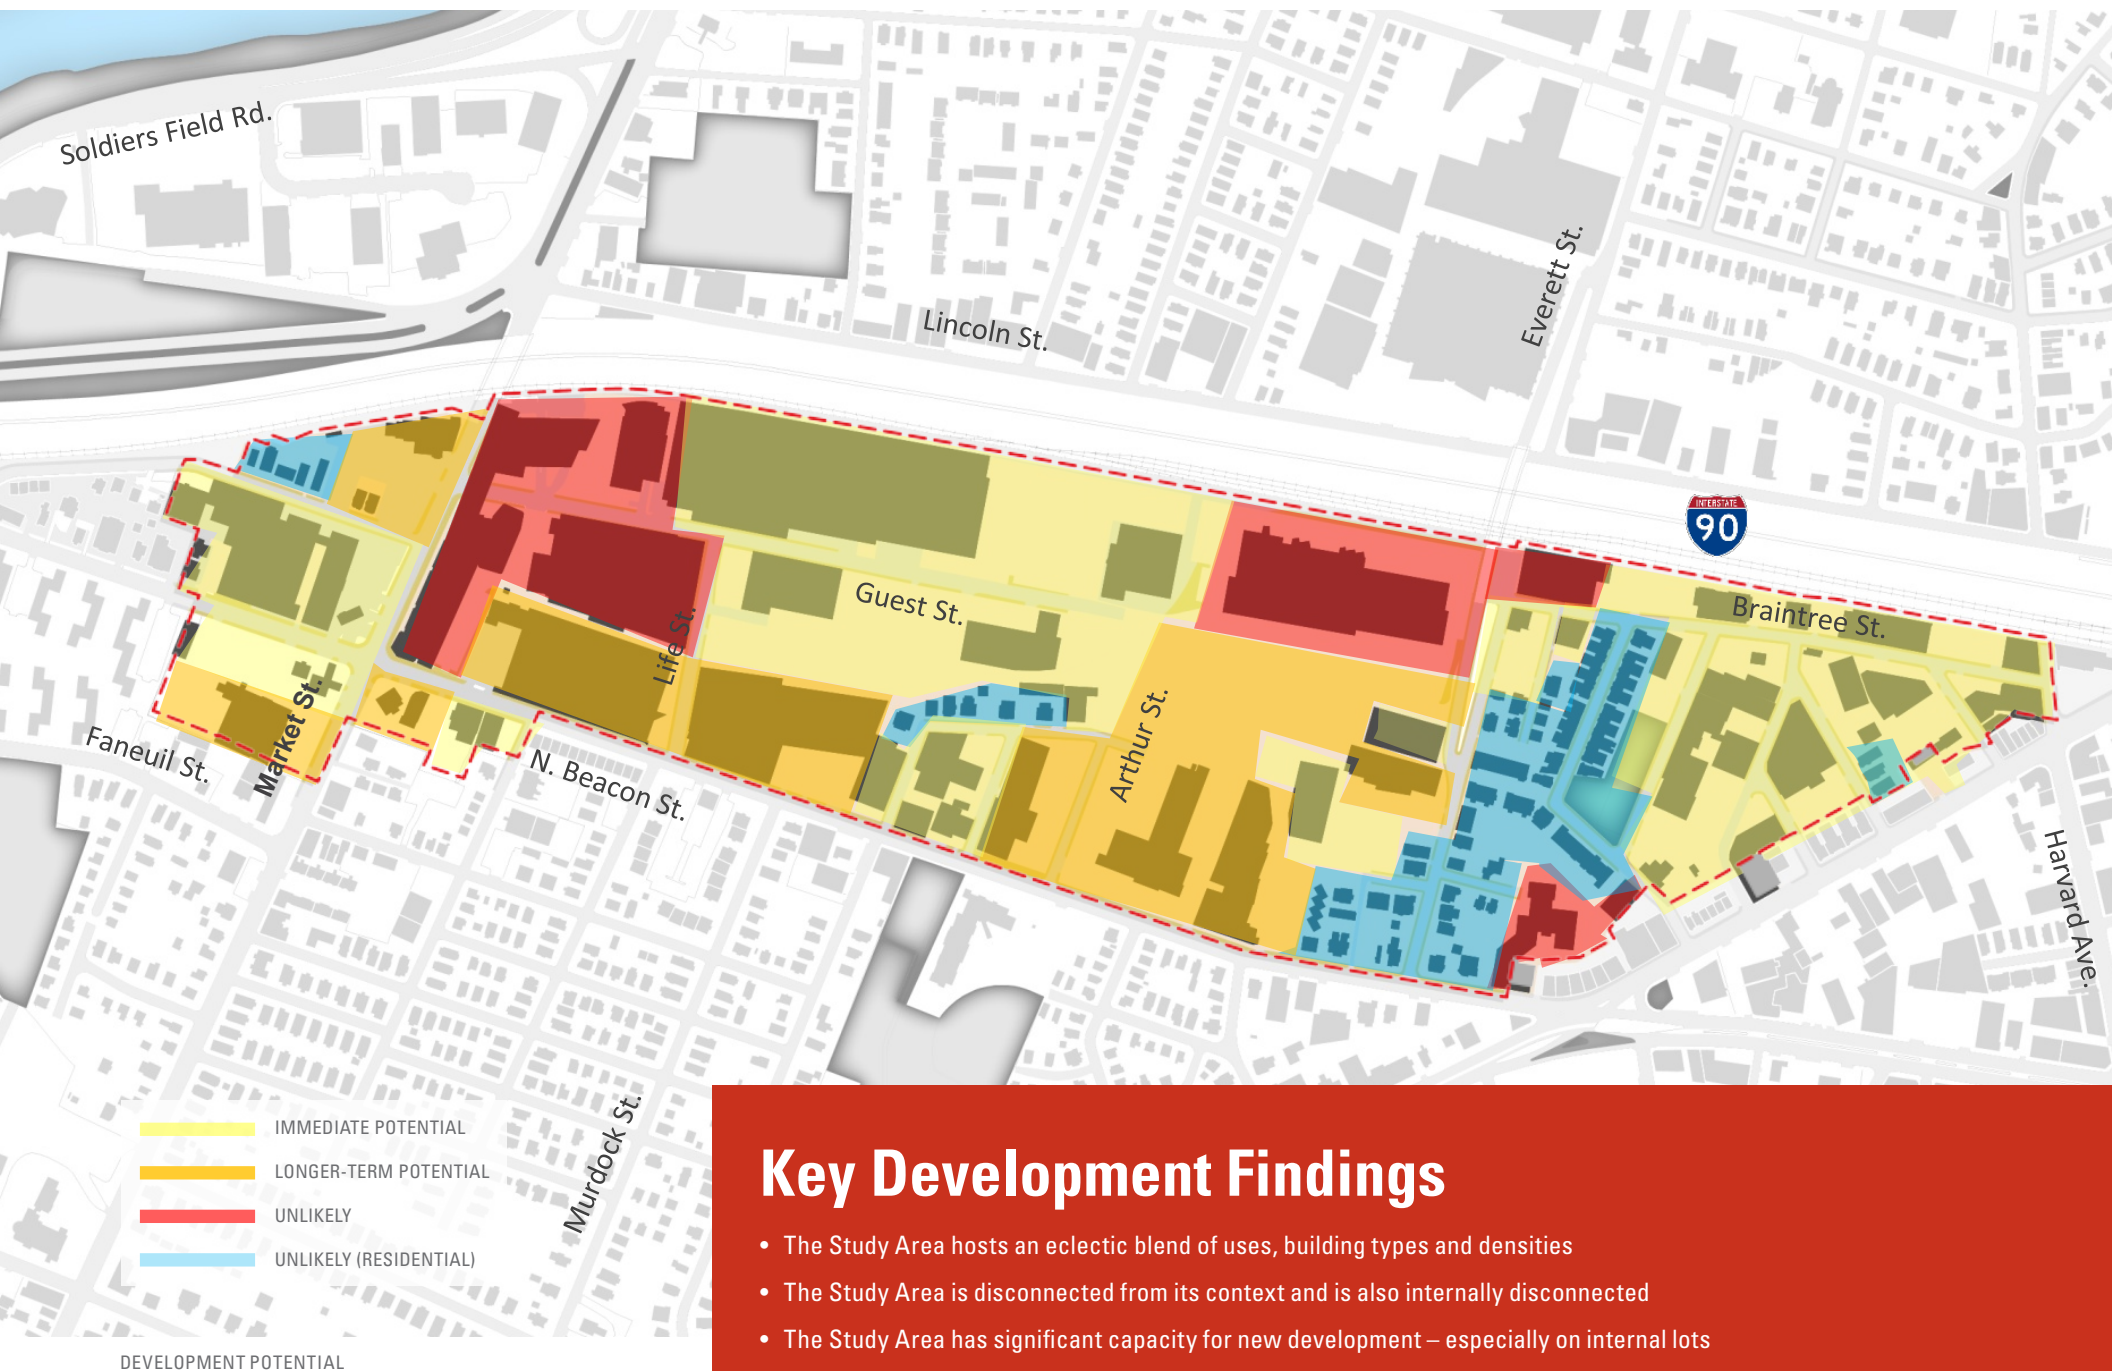 Soldiers Field Rd.
Lincoln St.
Everett St.
INTERSTATE
90
Guest St.
Braintree St.
Life St.
Market St.
Faneuil St.
N. Beacon St.
Arthur St.
Harvard Ave.
Murdock St.
IMMEDIATE POTENTIAL
LONGER-TERM POTENTIAL
UNLIKELY
UNLIKELY (RESIDENTIAL)
DEVELOPMENT POTENTIAL
Key Development Findings
• The Study Area hosts an eclectic blend of uses, building types and densities
• The Study Area is disconnected from its context and is also internally disconnected
• The Study Area has significant capacity for new development – especially on internal lots